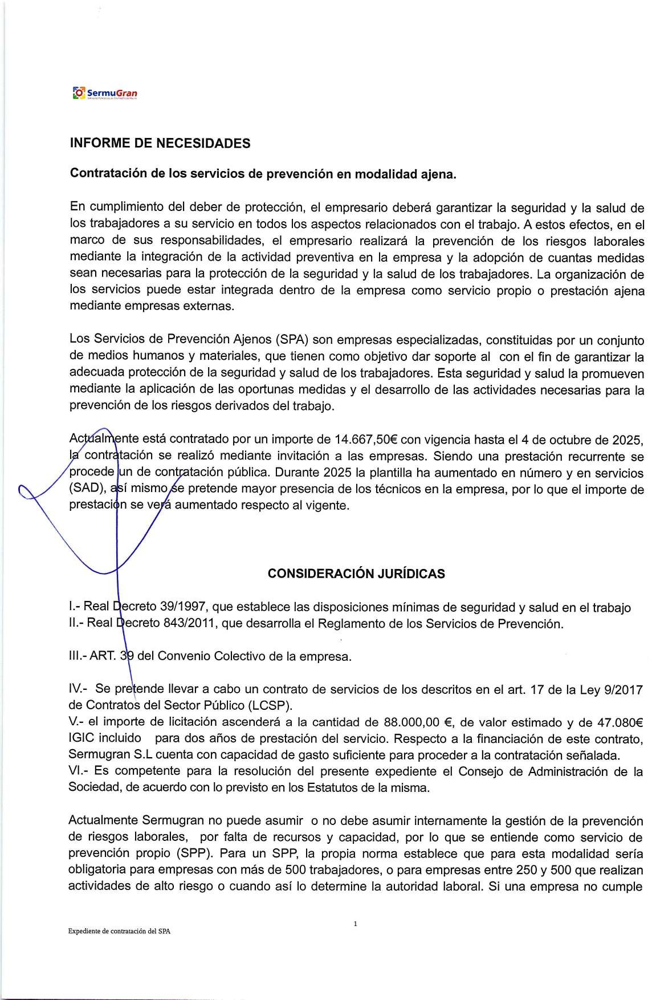 SermuGran
INFORME DE NECESIDADES
Contratación de los servicios de prevención en modalidad ajena.
En cumplimiento del deber de protección, el empresario deberá garantizar la seguridad y la salud de
los trabajadores a su servicio en todos los aspectos relacionados con el trabajo. A estos efectos, en el
marco de sus responsabilidades, el empresario realizará la prevención de los riesgos laborales
mediante la integración de la actividad preventiva en la empresa y la adopción de cuantas medidas
sean necesarias para la protección de la seguridad y la salud de los trabajadores. La organización de
los servicios puede estar integrada dentro de la empresa como servicio propio o prestación ajena
mediante empresas externas.
Los Servicios de Prevención Ajenos (SPA) son empresas especializadas, constituidas por un conjunto
de medios humanos y materiales, que tienen como objetivo dar soporte al  con el fin de garantizar la
adecuada protección de la seguridad y salud de los trabajadores. Esta seguridad y salud la promueven
mediante la aplicación de las oportunas medidas y el desarrollo de las actividades necesarias para la
prevención de los riesgos derivados del trabajo.
Actualmente está contratado por un importe de 14.667,50€ con vigencia hasta el 4 de octubre de 2025,
la contratación se realizó mediante invitación a las empresas. Siendo una prestación recurrente se
procede un de contratación pública. Durante 2025 la plantilla ha aumentado en número y en servicios
(SAD), así mismo se pretende mayor presencia de los técnicos en la empresa, por lo que el importe de
prestación se verá aumentado respecto al vigente.
CONSIDERACIÓN JURÍDICAS
I.- Real Decreto 39/1997, que establece las disposiciones mínimas de seguridad y salud en el trabajo
II.- Real Decreto 843/2011, que desarrolla el Reglamento de los Servicios de Prevención.
III.- ART. 39 del Convenio Colectivo de la empresa.
IV.-  Se pretende llevar a cabo un contrato de servicios de los descritos en el art. 17 de la Ley 9/2017
de Contratos del Sector Público (LCSP).
V.- el importe de licitación ascenderá a la cantidad de 88.000,00 €, de valor estimado y de 47.080€
IGIC incluido   para dos años de prestación del servicio. Respecto a la financiación de este contrato,
Sermugran S.L cuenta con capacidad de gasto suficiente para proceder a la contratación señalada.
VI.- Es competente para la resolución del presente expediente el Consejo de Administración de la
Sociedad, de acuerdo con lo previsto en los Estatutos de la misma.
Actualmente Sermugran no puede asumir  o no debe asumir internamente la gestión de la prevención
de riesgos laborales,  por falta de recursos y capacidad, por lo que se entiende como servicio de
prevención propio (SPP). Para un SPP, la propia norma establece que para esta modalidad sería
obligatoria para empresas con más de 500 trabajadores, o para empresas entre 250 y 500 que realizan
actividades de alto riesgo o cuando así lo determine la autoridad laboral. Si una empresa no cumple
1
Expediente de contratación del SPA